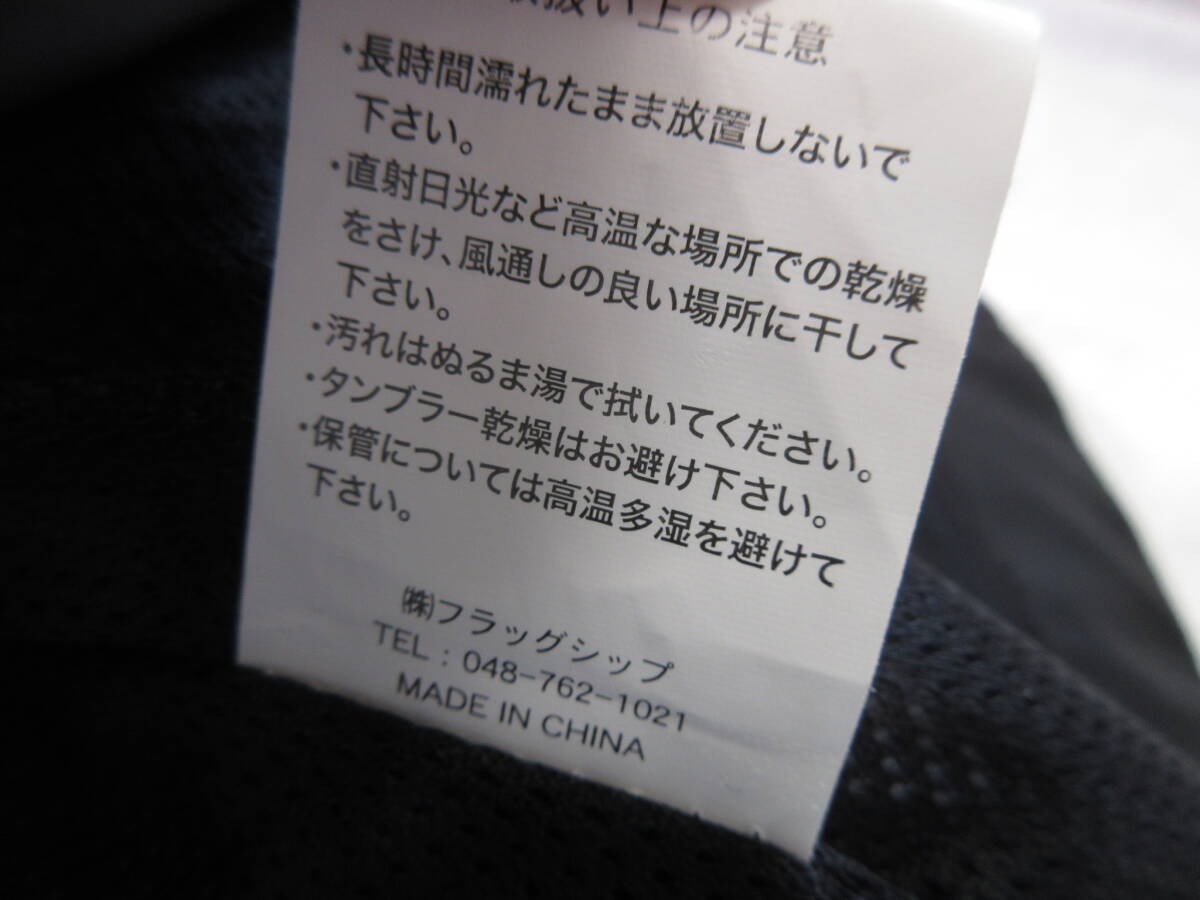 扱い上の注意
・長時間濡れたまま放置しないで
下さい。
・直射日光など高温な場所での乾燥
をさけ、風通しの良い場所に干して
下さい。
・汚れはぬるま湯で拭いてください。
・タンブラー乾燥はお避け下さい。
・保管については高温多湿を避けて
下さい。
㈱フラッグシップ
TEL：048-762-1021
MADE IN CHINA